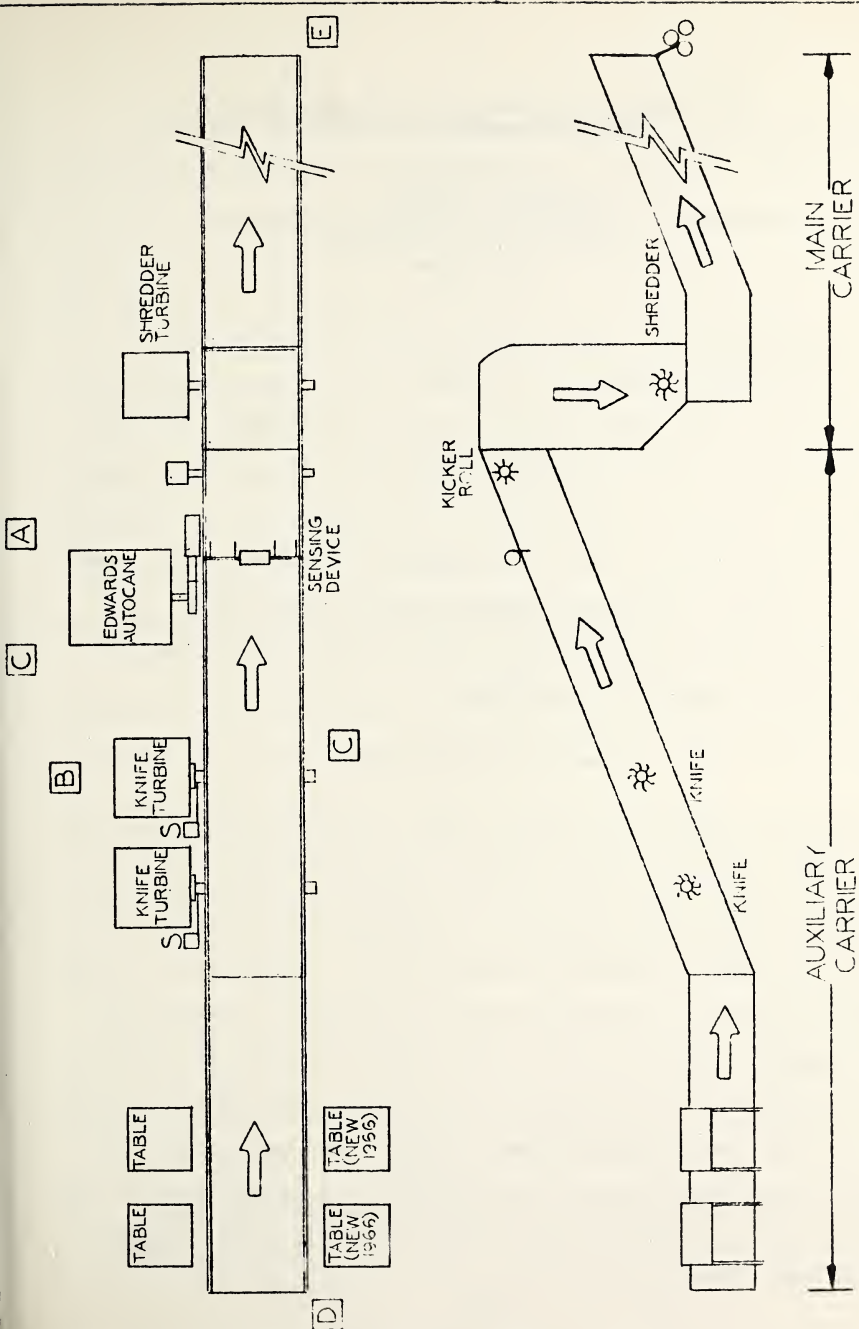 C
A
B
EDWARDS
AUTOCANE
KNIFE
TURBINE
KNIFE
TURBINE
SHREDDER
TURBINE
TABLE
TABLE
S
S
D
TABLE
(NEW
1966)
TABLE
(NEW
1966)
C
SENSING
DEVICE
E
KICKER
ROLL
SHREDDER
KNIFE
KNIFE
AUXILIARY
CARRIER
MAIN
CARRIER